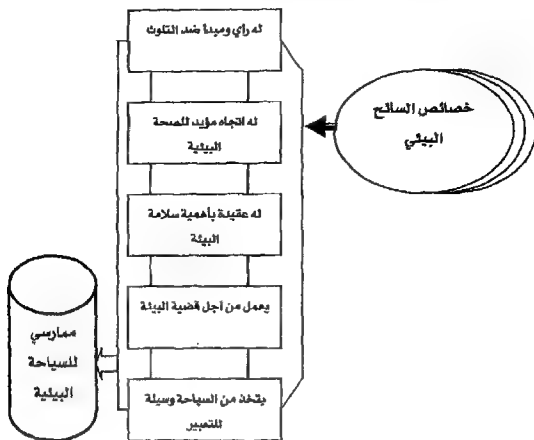 له رأي ومبدأ ضد التلوث
خصائص السائح
البيئي
له اتجاه مؤيد للصحة
البيئية
له عقيدة بأهمية سلامة
البيئة
يعمل من أجل قضية البيئة
ممارسي
للسياحة
البيئية
يتخذ من السياحة وسيلة
للتعبير